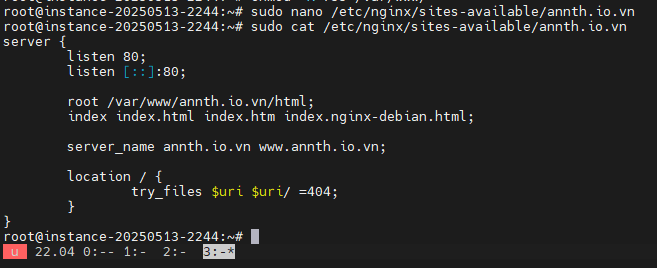 root@instance-20250513-2244:~# sudo nano /etc/nginx/sites-available/annth.io.vn
root@instance-20250513-2244:~# sudo cat /etc/nginx/sites-available/annth.io.vn
server {
        listen 80;
        listen [::]:80;

        root /var/www/annth.io.vn/html;
        index index.html index.htm index.nginx-debian.html;

        server_name annth.io.vn www.annth.io.vn;

        location / {
                try_files $uri $uri/ =404;
        }
}
root@instance-20250513-2244:~#
u 22.04 0:-- 1:- 2:- 3:-*